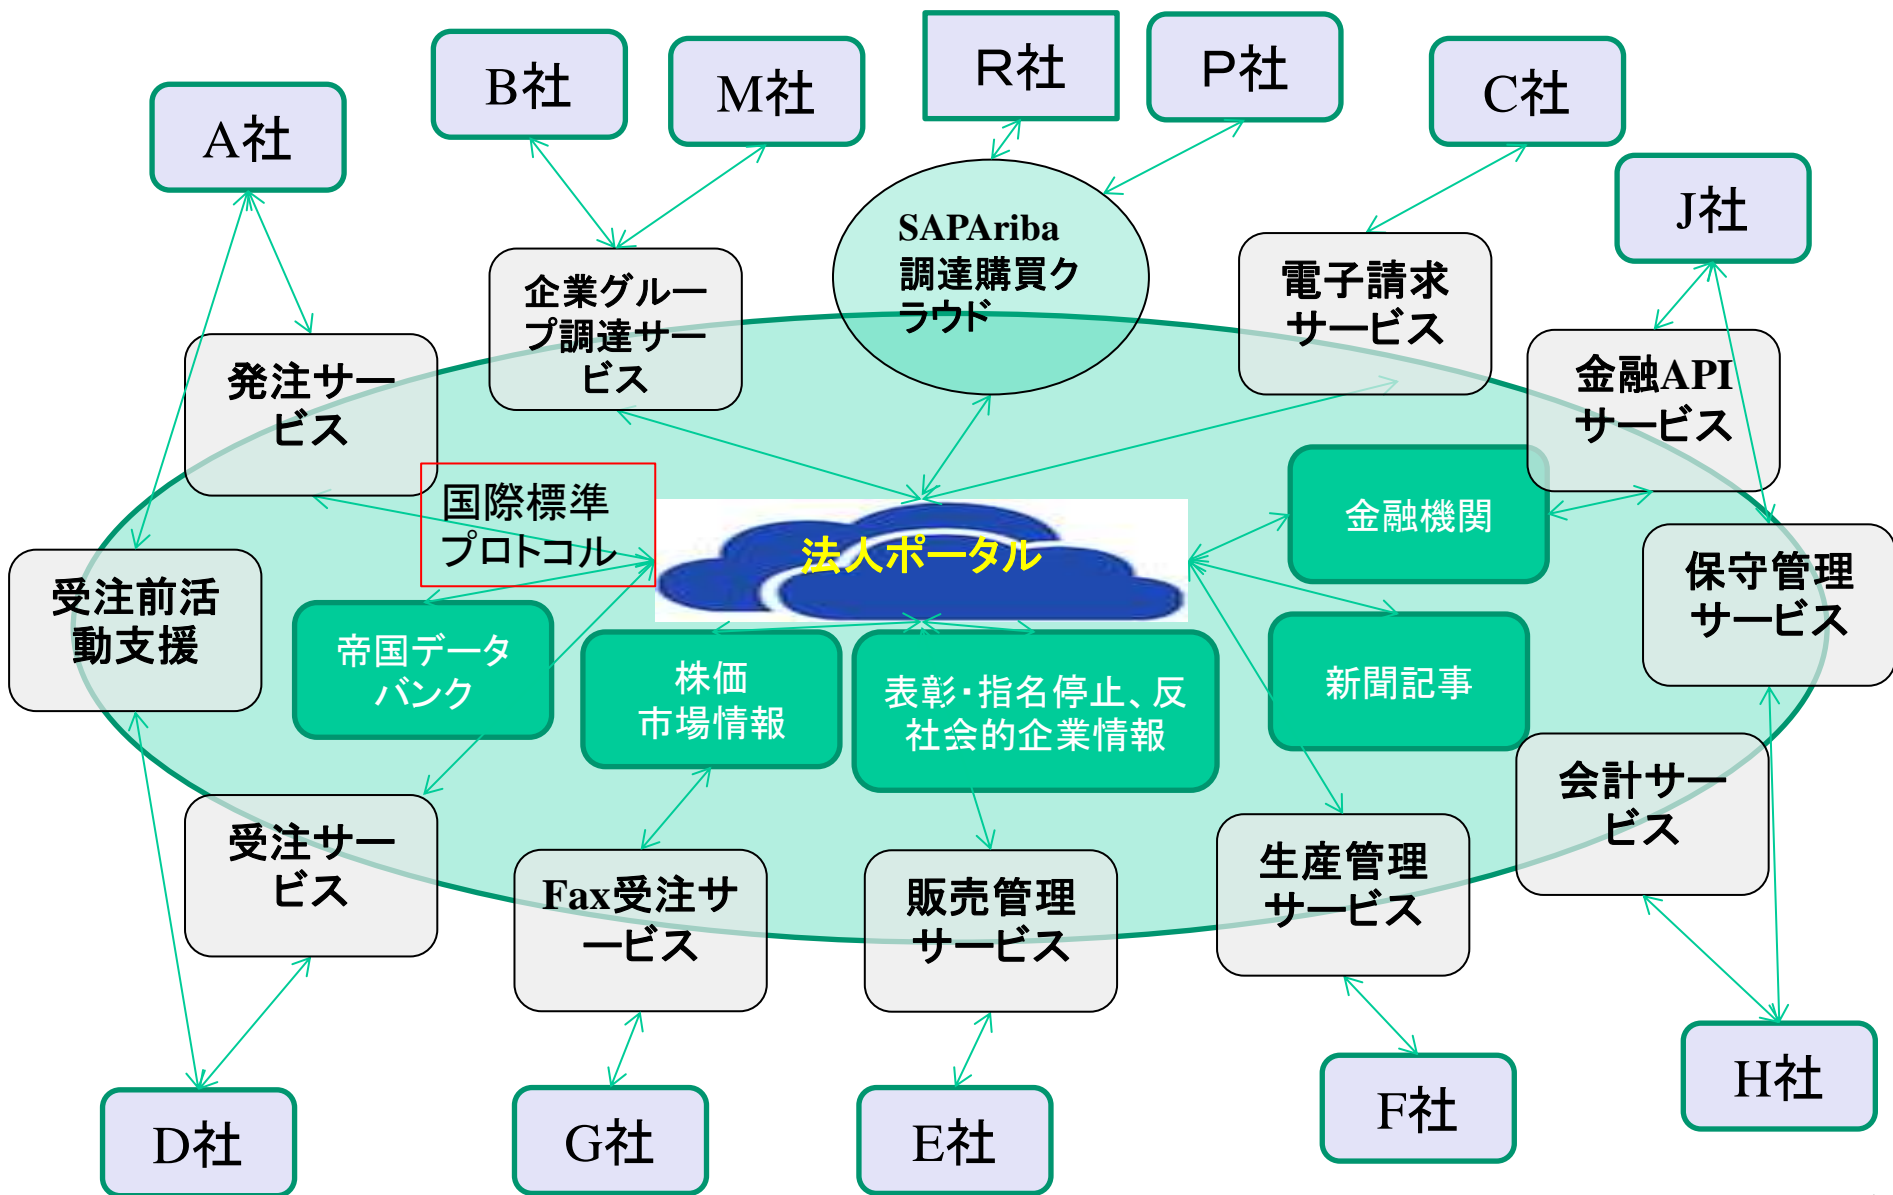 A社
B社
M社
R社
P社
C社
J社
SAPAriba
調達購買ク
ラウド
企業グルー
プ調達サー
ビス
電子請求
サービス
発注サー
ビス
金融API
サービス
国際標準
プロトコル
法人ポータル
金融機関
受注前活
動支援
保守管理
サービス
帝国データ
バンク
株価
市場情報
表彰・指名停止、反
社会的企業情報
新聞記事
受注サー
ビス
会計サー
ビス
Fax受注サ
ービス
販売管理
サービス
生産管理
サービス
D社
G社
E社
F社
H社